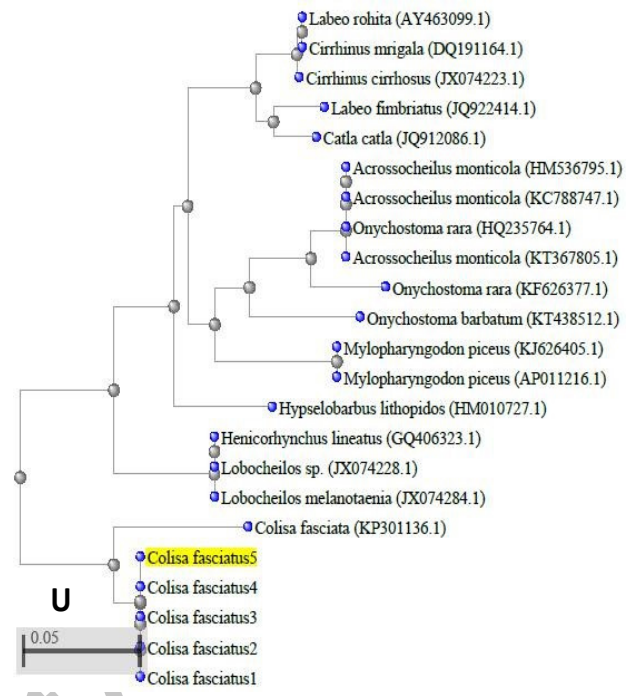 Labeo rohita (AY463099.1)
Cirrhinus mrigala (DQ191164.1)
Cirrhinus cirrhosus (JX074223.1)
Labeo fimbriatus (JQ922414.1)
Catla catla (JQ912086.1)
Acrossocheilus monticola (HM536795.1)
Acrossocheilus monticola (KC788747.1)
Onychostoma rara (HQ235764.1)
Acrossocheilus monticola (KT367805.1)
Onychostoma rara (KF626377.1)
Onychostoma barbatum (KT438512.1)
Mylopharyngodon piceus (KJ626405.1)
Mylopharyngodon piceus (AP011216.1)
Hypselobarbus lithopidos (HM010727.1)
Henicorhynchus lineatus (GQ406323.1)
Lobocheilos sp. (JX074228.1)
Lobocheilos melanotaenia (JX074284.1)
Colisa fasciata (KP301136.1)
Colisa fasciatus5
Colisa fasciatus4
U
Colisa fasciatus3
0.05
Colisa fasciatus2
Colisa fasciatus1